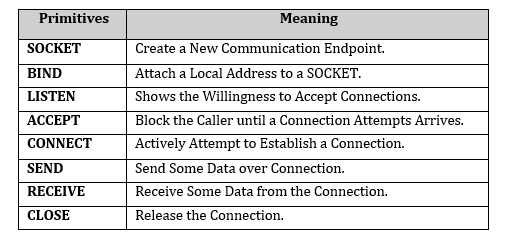 Primitives Meaning
SOCKET Create a New Communication Endpoint.
BIND Attach a Local Address to a SOCKET.
LISTEN Shows the Willingness to Accept Connections.
ACCEPT Block the Caller until a Connection Attempts Arrives.
CONNECT Actively Attempt to Establish a Connection.
SEND Send Some Data over Connection.
RECEIVE Receive Some Data from the Connection.
CLOSE Release the Connection.